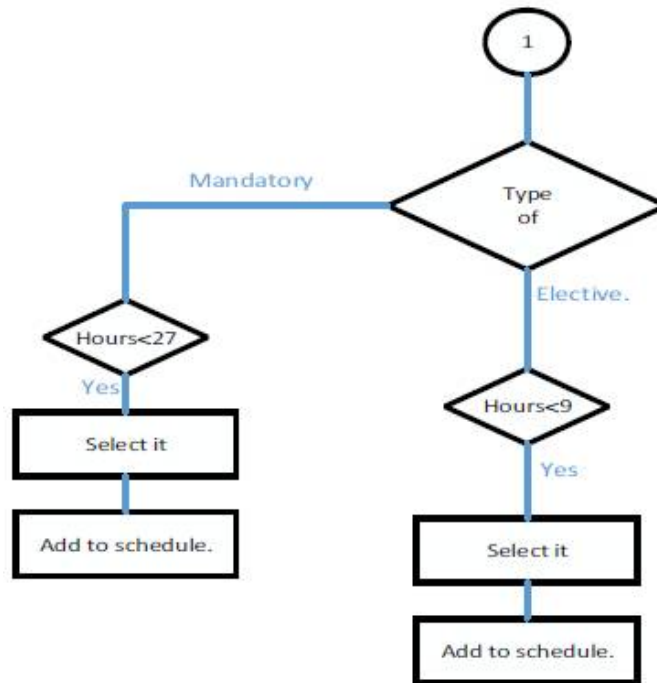 1
Type
of
Mandatory
Elective.
Hours<27
Yes
Select it
Add to schedule.
Hours<9
Yes
Select it
Add to schedule.